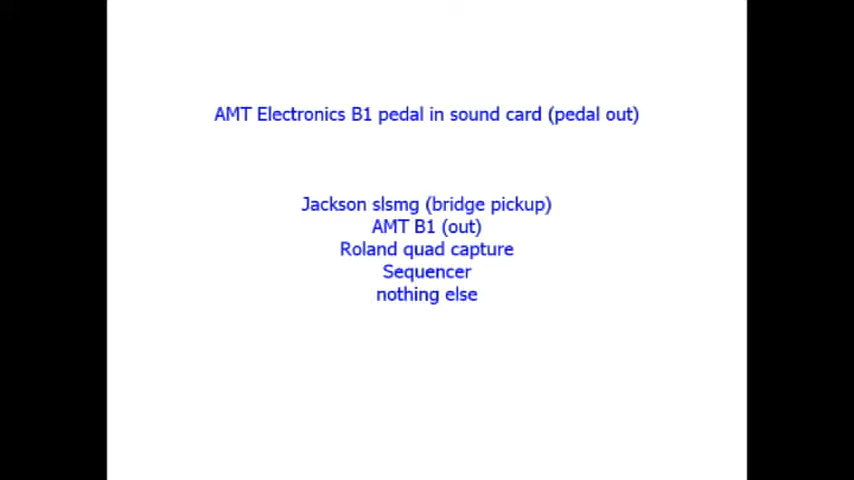 AMT Electronics B1 pedal in sound card (pedal out)
Jackson slsmg (bridge pickup)
AMT B1 (out)
Roland quad capture
Sequencer
nothing else